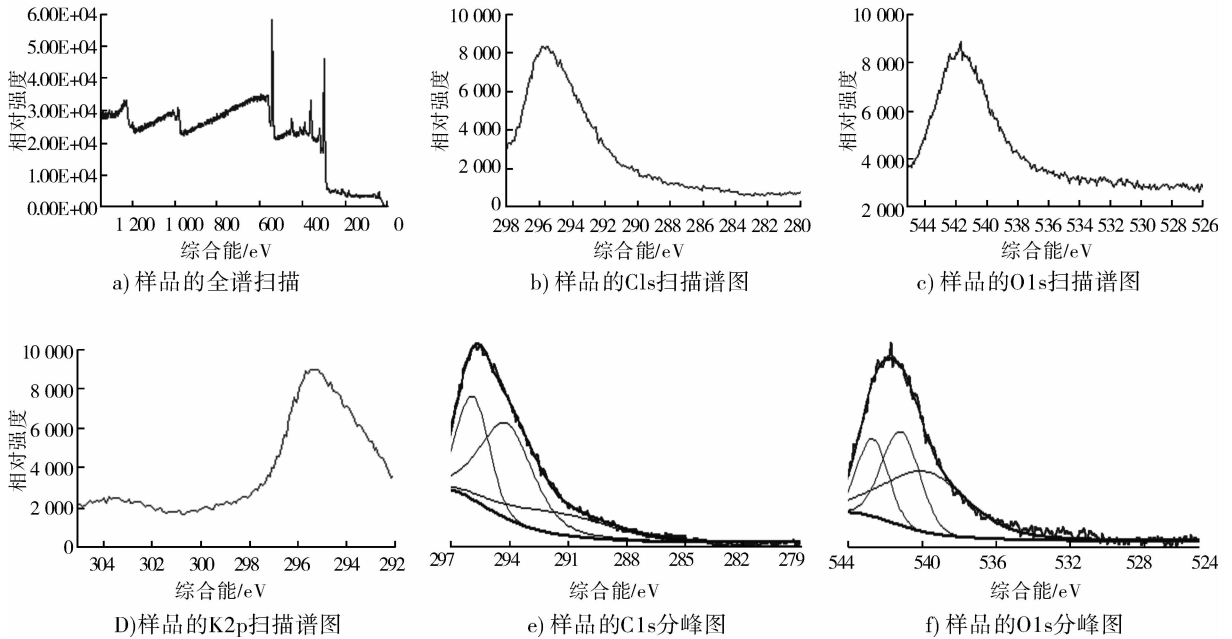 6.00E+04
5.00E+04
4.00E+04
3.00E+04
2.00E+04
1.00E+04
0.00E+00
相对强度
1 200 1 000 800 600 400 200 0
综合能/eV
a) 样品的全谱扫描
10 000
8 000
6 000
4 000
2 000
0
相对强度
298 296 294 292 290 288 286 284 282 280
综合能/eV
b) 样品的Cls扫描谱图
10 000
8 000
6 000
4 000
2 000
相对强度
544 542 540 538 536 534 532 530 528 526
综合能/eV
c) 样品的O1s扫描谱图
10 000
8 000
6 000
4 000
2 000
0
相对强度
304 302 300 298 296 294 292
综合能/eV
D)样品的K2p扫描谱图
297 294 291 288 285 282 279
综合能/eV
e) 样品的C1s分峰图
544 540 536 532 528 524
综合能/eV
f) 样品的O1s分峰图